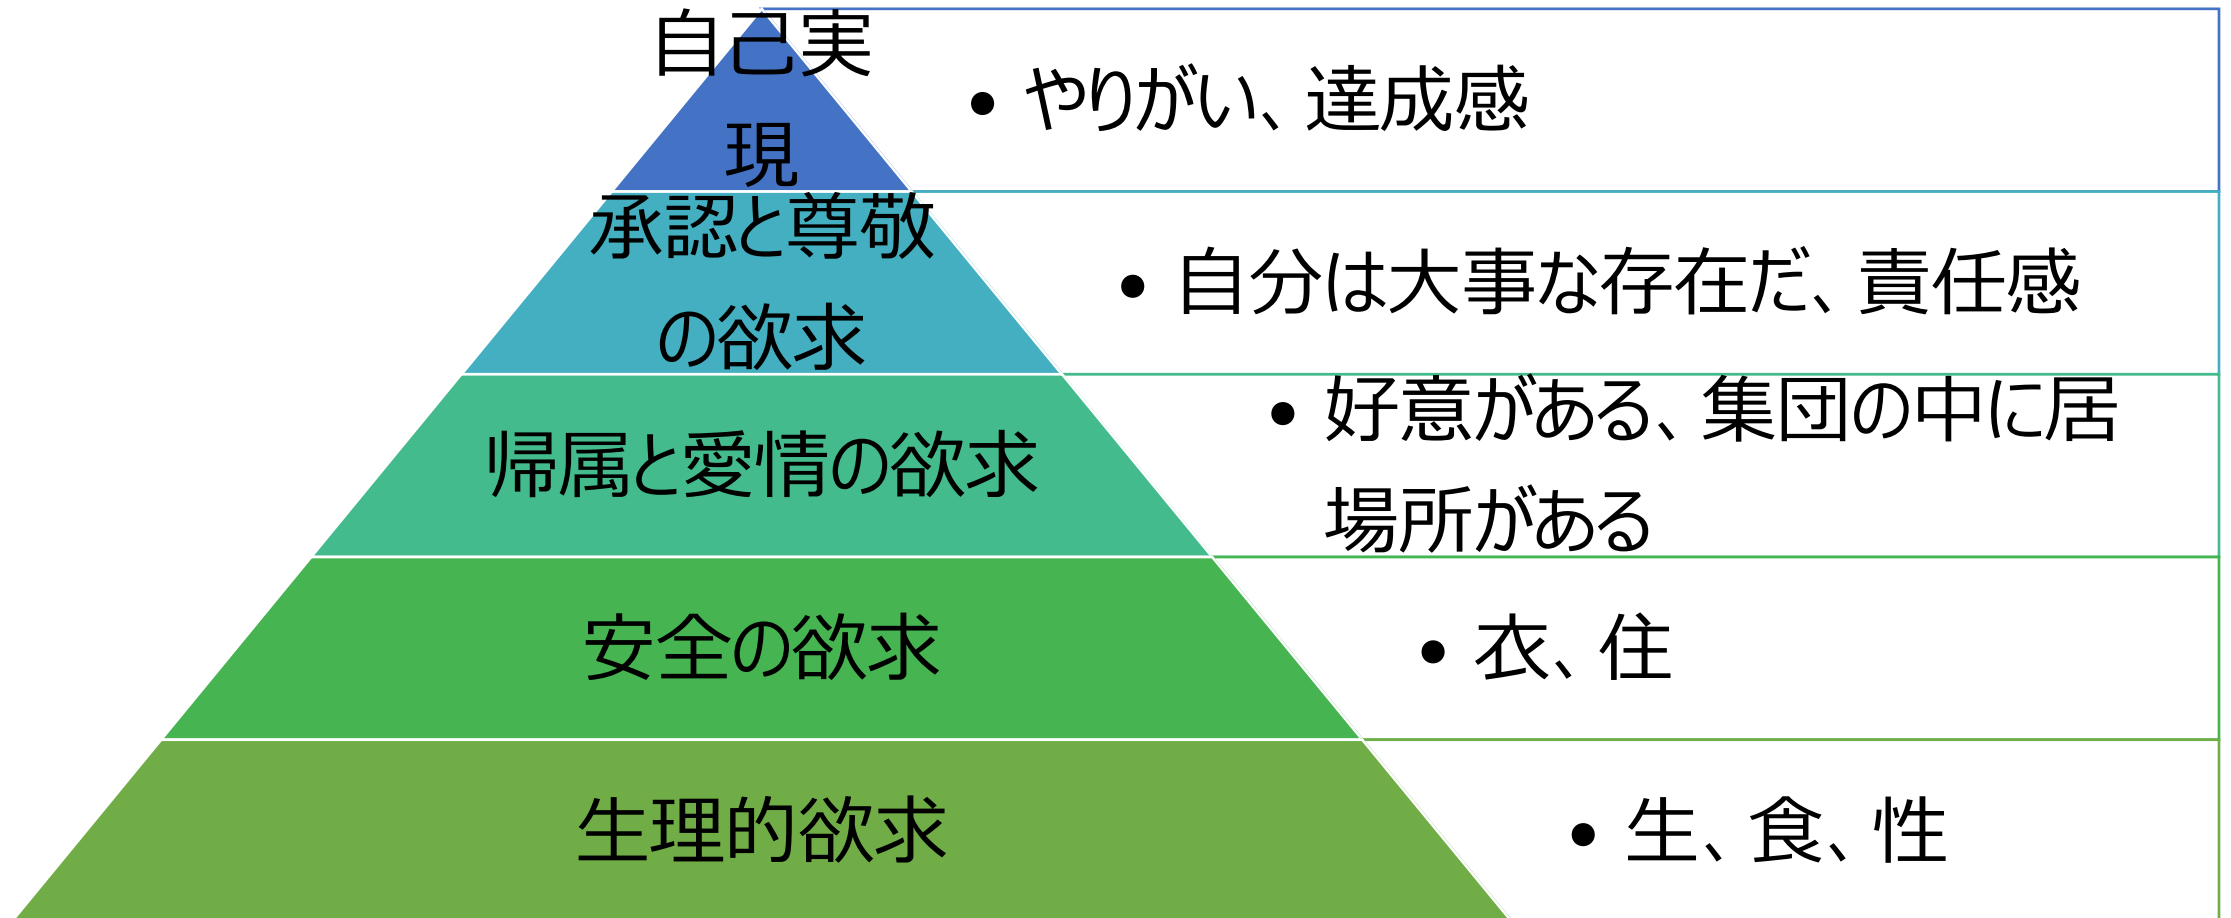 自己実
現
• やりがい、達成感
承認と尊敬
の欲求
• 自分は大事な存在だ、責任感
帰属と愛情の欲求
• 好意がある、集団の中に居
場所がある
安全の欲求
• 衣、住
生理的欲求
• 生、食、性